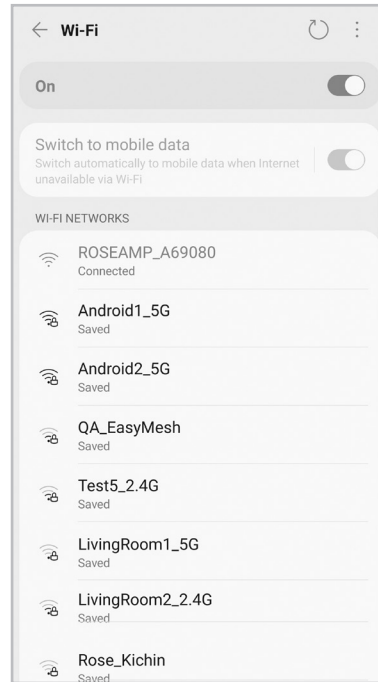 Wi-Fi
On
Switch to mobile data
Switch automatically to mobile data when Internet
unavailable via Wi-Fi
WI-FI NETWORKS
ROSEAMP_A69080
Connected
Android1_5G
Saved
Android2_5G
Saved
QA_EasyMesh
Saved
Test5_2.4G
Saved
LivingRoom1_5G
Saved
LivingRoom2_2.4G
Saved
Rose_Kichin
Saved